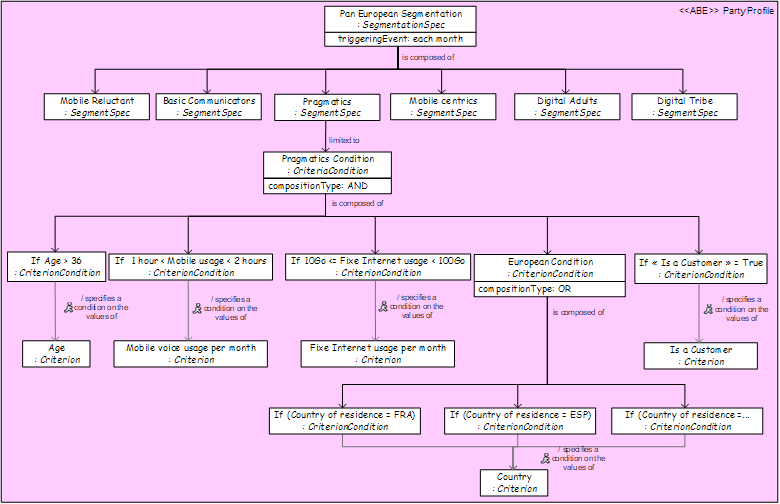 Pan European Segmentation
: SegmentationSpec
triggeringEvent: each month
<<ABE>> Party Profile
is composed of
Mobile Reluctant
: SegmentSpec
Basic Communicators
: SegmentSpec
Pragmatics
: SegmentSpec
Mobile centrics
: SegmentSpec
Digital Adults
: SegmentSpec
Digital Tribe
: SegmentSpec
limited to
Pragmatics Condition
: CriteriaCondition
compositionType: AND
is composed of
If Age > 36
: CriterionCondition
If 1 hour < Mobile usage < 2 hours
: CriterionCondition
If 10Go <= Fixe Internet usage < 100Go
: CriterionCondition
European Condition
: CriterionCondition
compositionType: OR
If « Is a Customer » = True
: CriterionCondition
/ specifies a
condition on the
values of
/ specifies a
condition on the
values of
/ specifies a
condition on the
values of
is composed of
/ specifies a
condition on the
values of
Age
: Criterion
Mobile voice usage per month
: Criterion
Fixe Internet usage per month
: Criterion
Is a Customer
: Criterion
If (Country of residence = FRA)
: CriterionCondition
If (Country of residence = ESP)
: CriterionCondition
If (Country of residence =...
: CriterionCondition
/ specifies a
condition on the
values of
Country
: Criterion